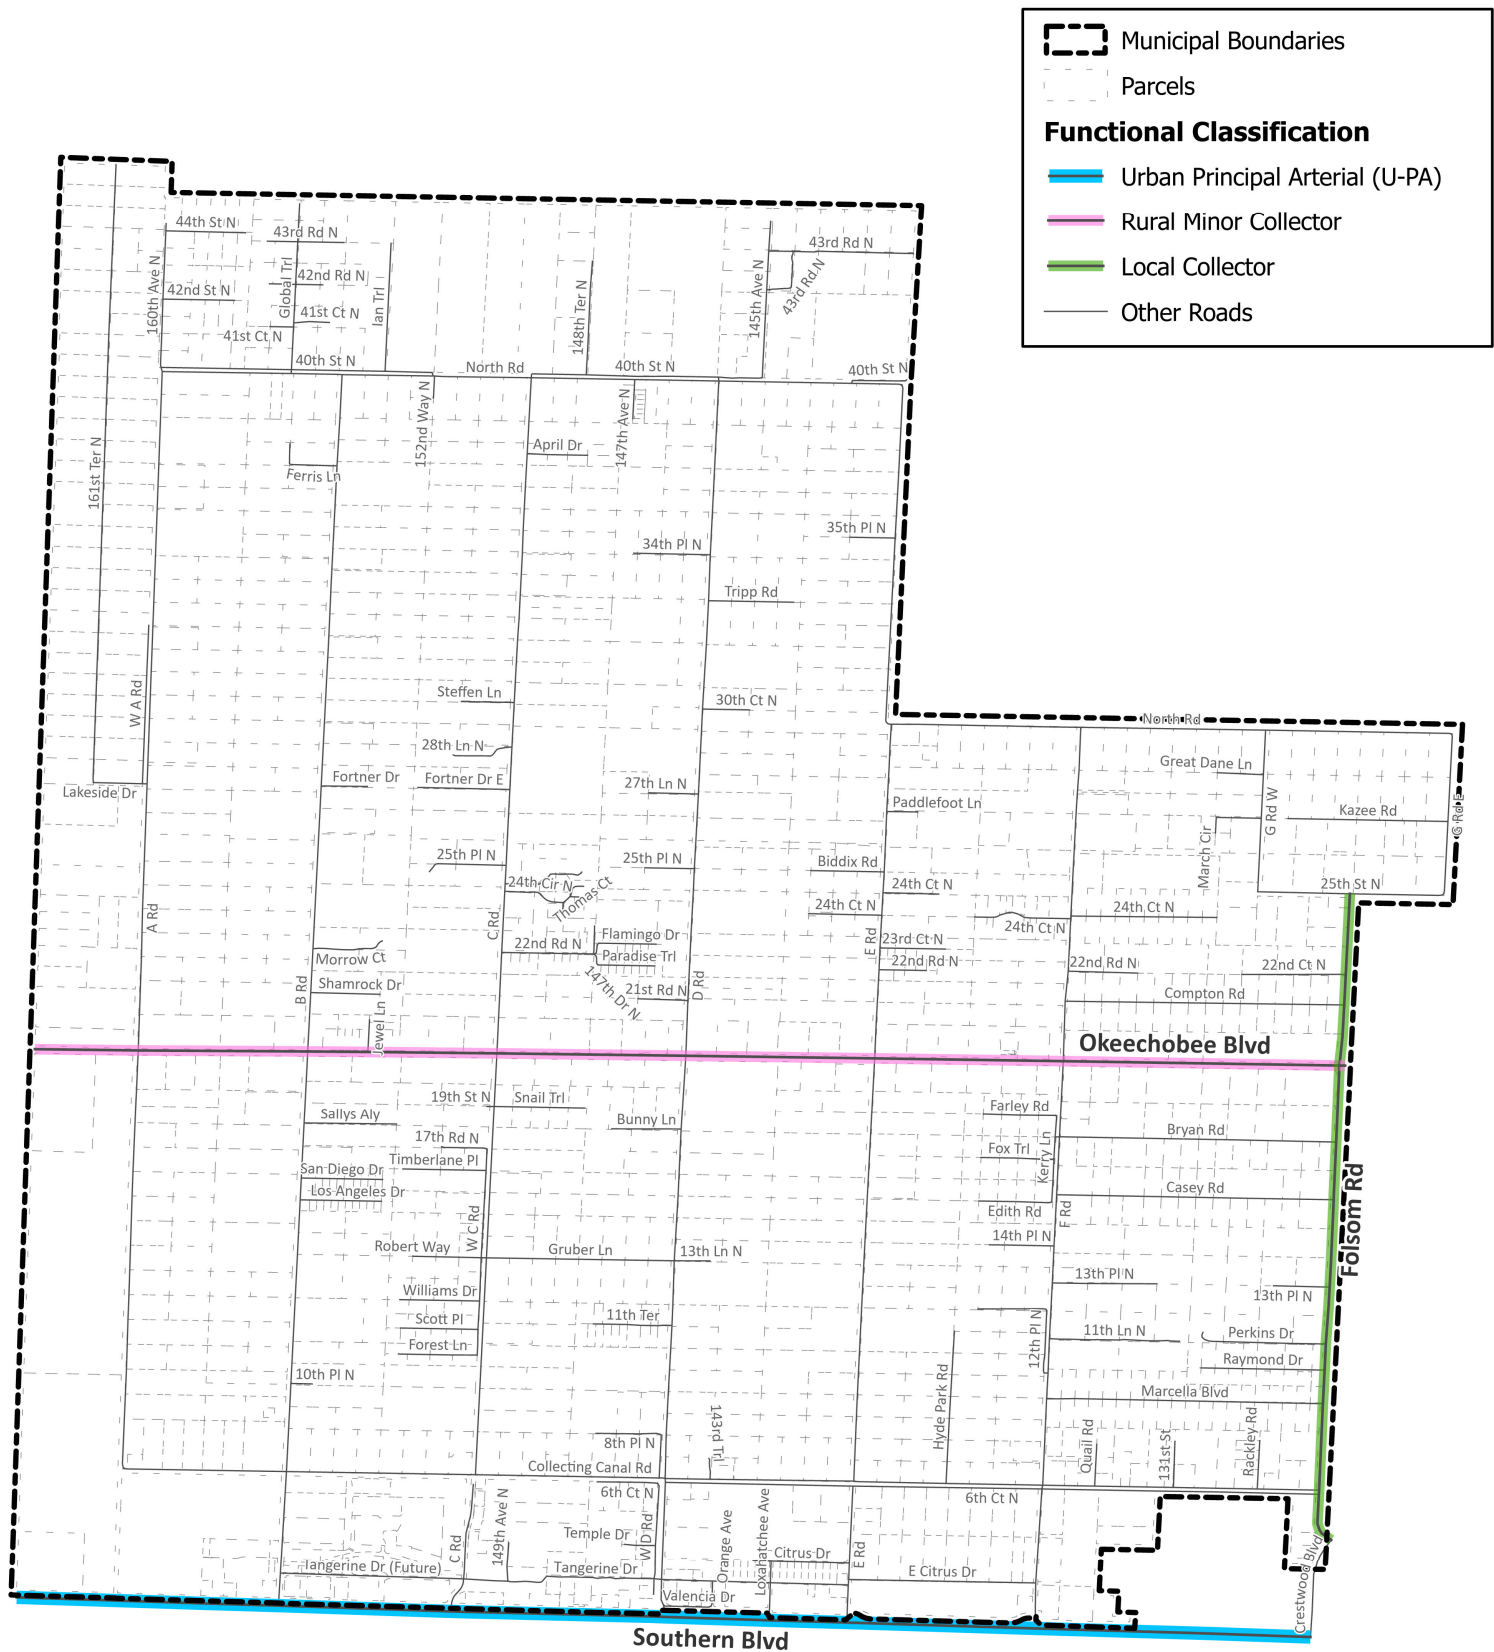 Municipal Boundaries
Parcels
Functional Classification
Urban Principal Arterial (U-PA)
Rural Minor Collector
Local Collector
Other Roads
44th St N
43rd Rd N
43rd Rd N
160th Ave N
Global Trl
42nd Rd N
42nd St N
Ian Trl
41st Ct N
41st Ct N
148th Ter N
145th Ave N
43rd Rd N
40th St N
North Rd
40th St N
40th St N
152nd Way N
147th Ave N
161st Ter N
April Dr
Ferris Ln
35th Pl N
34th Pl N
Tripp Rd
W A Rd
Steffen Ln
30th Ct N
North Rd
28th Ln N
Great Dane Ln
Fortner Dr
Fortner Dr E
27th Ln N
Lakeside Dr
Paddlefoot Ln
G Rd W
Kazee Rd
G Rd E
March Cir
25th Pl N
25th Pl N
Biddix Rd
24th Cir N
Thomas Ct
24th Ct N
25th St N
24th Ct N
24th Ct N
24th Ct N
A Rd
C Rd
E Rd
Flamingo Dr
22nd Rd N
Paradise Trl
23rd Ct N
22nd Rd N
22nd Rd N
22nd Ct N
Morrow Ct
147th Dr N
Shamrock Dr
B Rd
D Rd
21st Rd N
Compton Rd
Jewel Ln
Okeechobee Blvd
19th St N
Snail Trl
Sallys Aly
Bunny Ln
Farley Rd
Bryan Rd
17th Rd N
Timberlane Pl
Fox Trl
Kerry Ln
San Diego Dr
Los Angeles Dr
Casey Rd
Edith Rd
F Rd
Folsom Rd
W C Rd
14th Pl N
Robert Way
Gruber Ln
13th Ln N
13th Pl N
13th Pl N
Williams Dr
Scott Pl
11th Ter
Forest Ln
12th Pl N
11th Ln N
Perkins Dr
Raymond Dr
10th Pl N
Marcella Blvd
Hyde Park Rd
143rd Trl
Quail Rd
131st St
Rackley Rd
8th Pl N
Collecting Canal Rd
6th Ct N
6th Ct N
149th Ave N
C Rd
Temple Dr
W D Rd
Orange Ave
Loxahatchee Ave
Citrus Dr
E Rd
Tangerine Dr (Future)
Tangerine Dr
E Citrus Dr
Valencia Dr
Crestwood Blvd
Southern Blvd